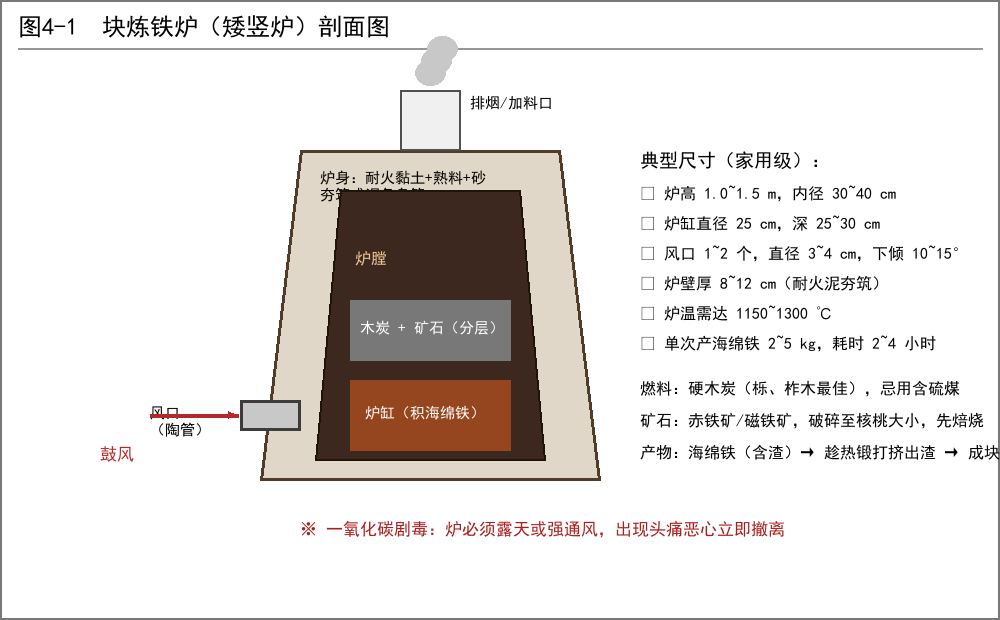 图4-1 块炼铁炉（矮竖炉）剖面图
排烟/加料口
炉身: 耐火黏土+熟料+砂
炉膛
木炭 + 矿石（分层）
炉缸（积海绵铁）
风口
（陶管）
鼓风
典型尺寸（家用级）:
□ 炉高 1.0~1.5 m，内径 30~40 cm
□ 炉缸直径 25 cm，深 25~30 cm
□ 风口 1~2 个，直径 3~4 cm，下倾 10~15°
□ 炉壁厚 8~12 cm（耐火泥夯筑）
□ 炉温需达 1150~1300 ℃
□ 单次产海绵铁 2~5 kg，耗时 2~4 小时
燃料: 硬木炭（栎、柞木最佳），忌用含硫煤
矿石: 赤铁矿/磁铁矿，破碎至核桃大小，先焙烧
产物: 海绵铁（含渣）→ 趁热锻打挤出渣 → 成块
※ 一氧化碳剧毒: 炉必须露天或强通风，出现头痛恶心立即撤离